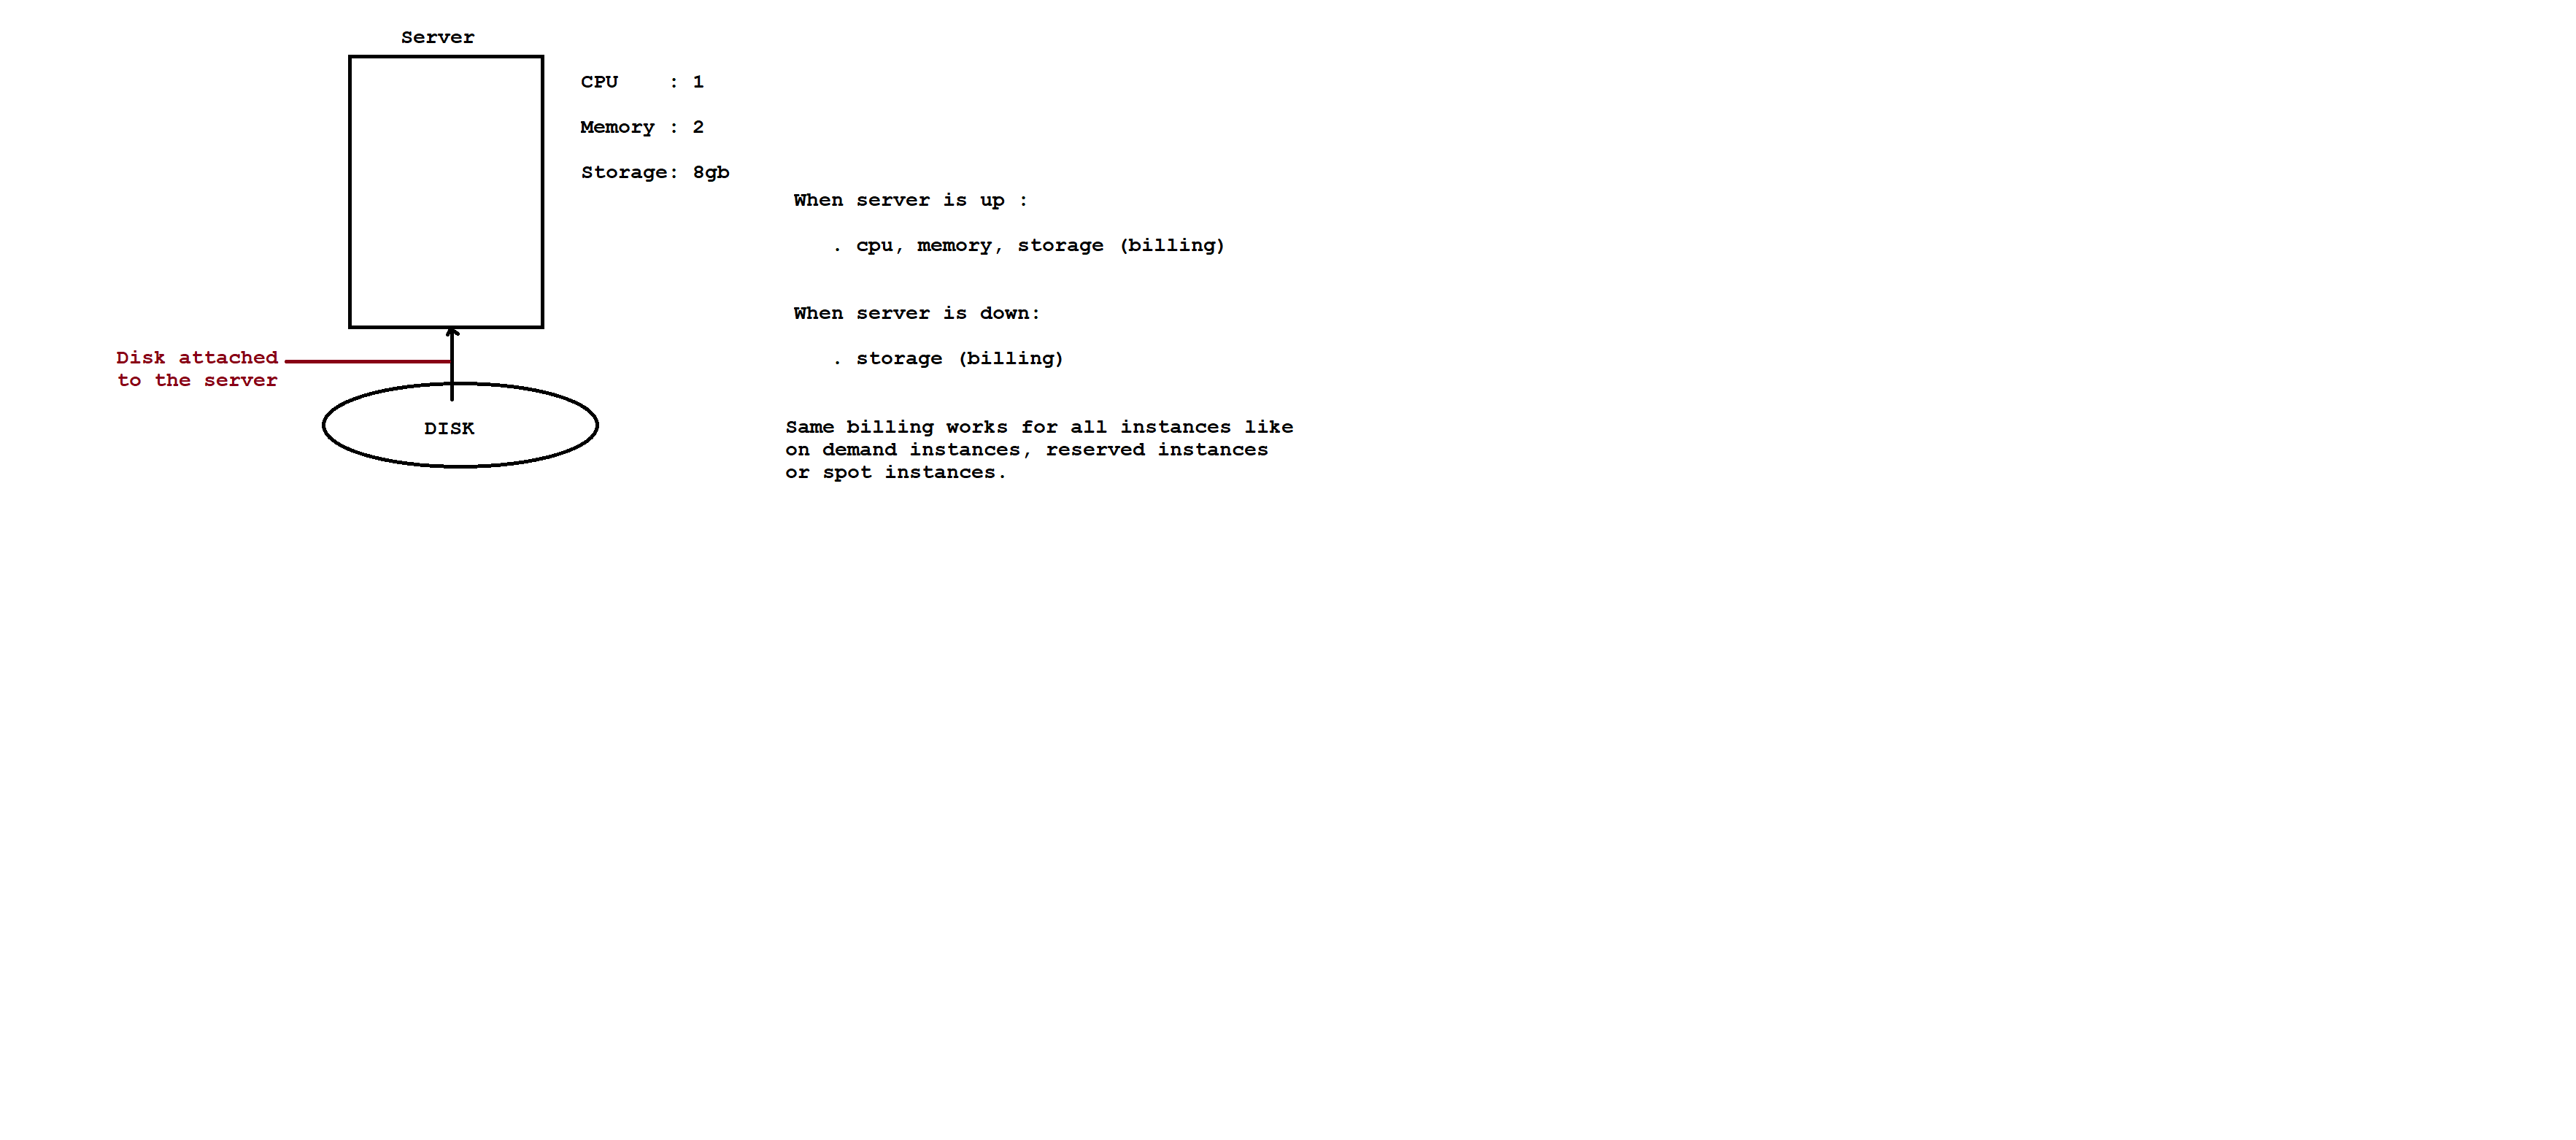 Server
CPU    : 1
Memory : 2
Storage: 8gb
When server is up :
. cpu, memory, storage (billing)
When server is down:
. storage (billing)
Disk attached
to the server
DISK
Same billing works for all instances like
on demand instances, reserved instances
or spot instances.